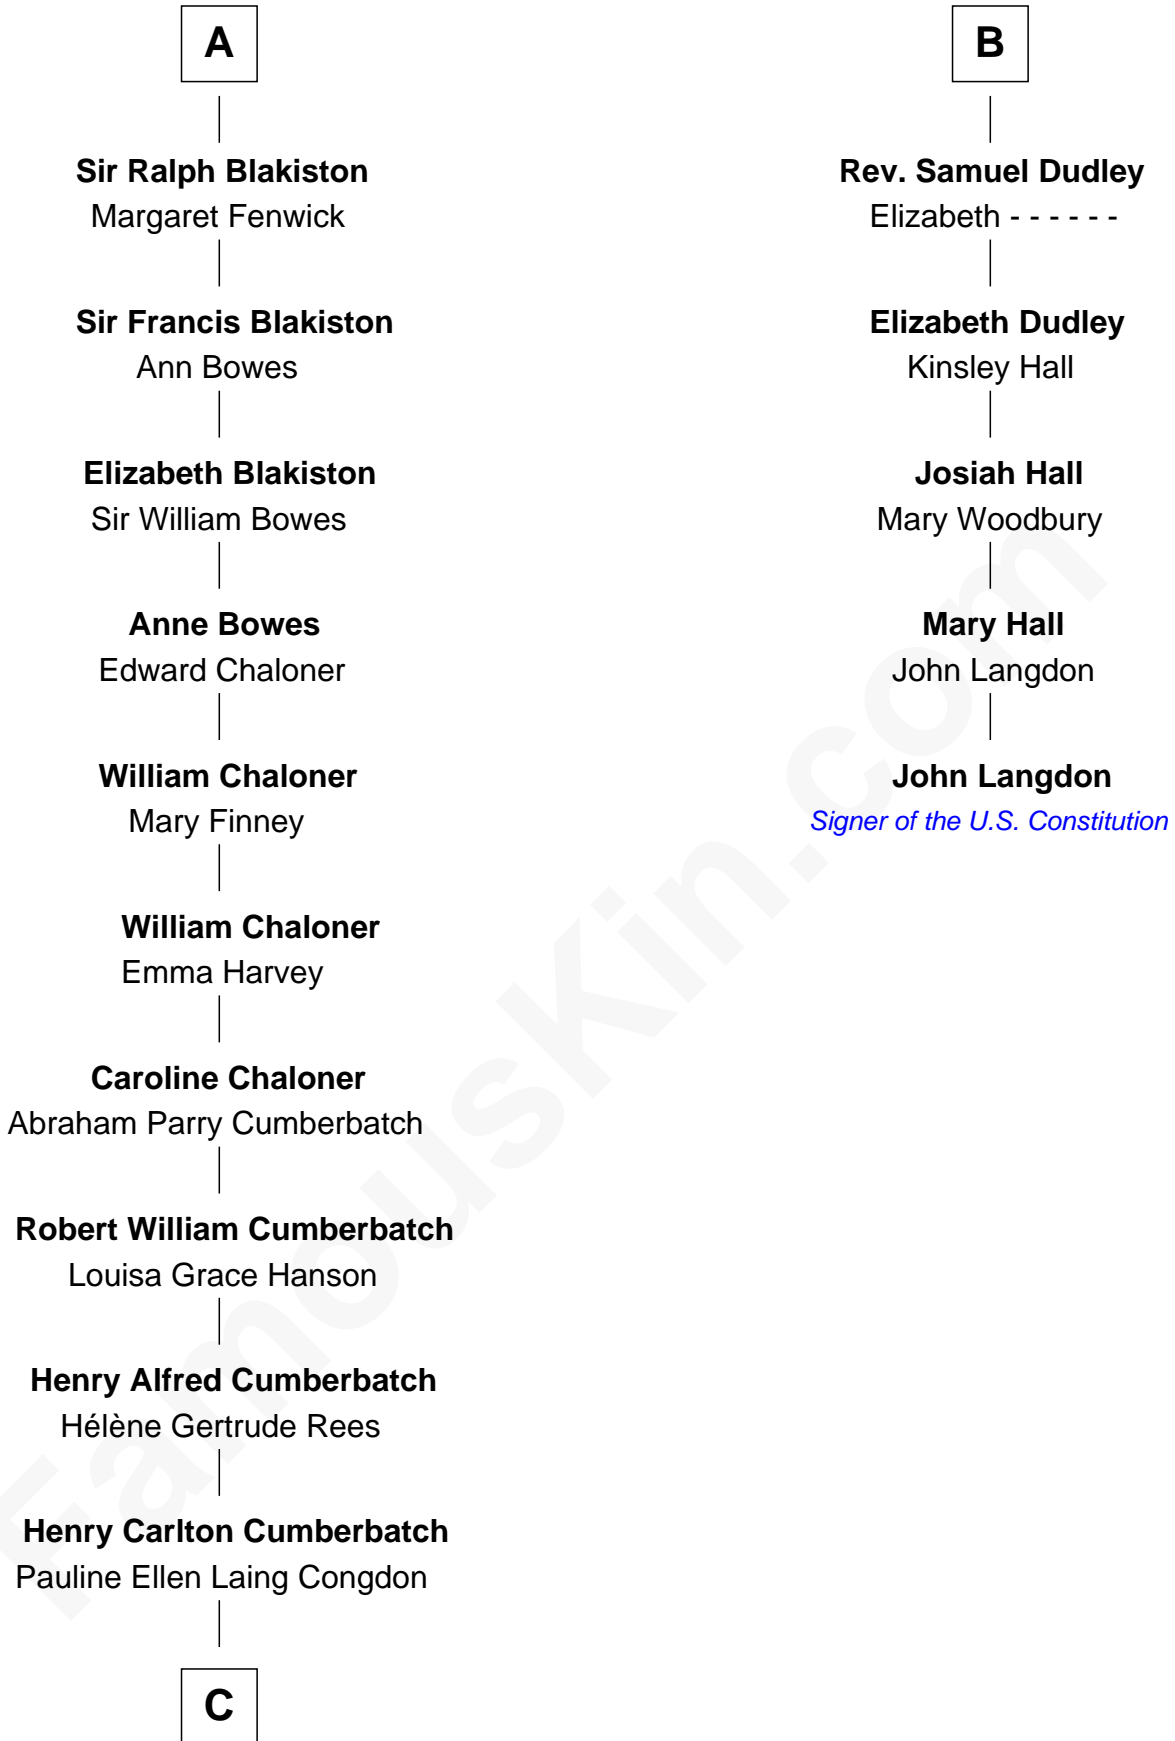 A
Sir Ralph Blakiston
Margaret Fenwick
Sir Francis Blakiston
Ann Bowes
Elizabeth Blakiston
Sir William Bowes
Anne Bowes
Edward Chaloner
William Chaloner
Mary Finney
William Chaloner
Emma Harvey
Caroline Chaloner
Abraham Parry Cumberbatch
Robert William Cumberbatch
Louisa Grace Hanson
Henry Alfred Cumberbatch
Hélène Gertrude Rees
Henry Carlton Cumberbatch
Pauline Ellen Laing Congdon
C
B
Rev. Samuel Dudley
Elizabeth - - - - - -
Elizabeth Dudley
Kinsley Hall
Josiah Hall
Mary Woodbury
Mary Hall
John Langdon
John Langdon
Signer of the U.S. Constitution
FamousKin.com